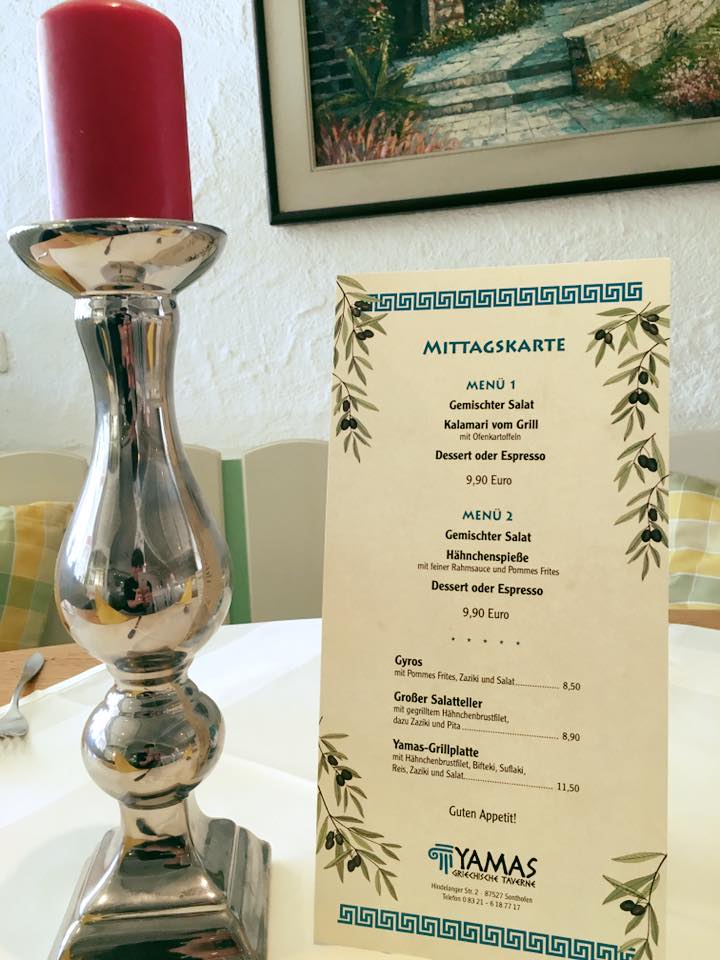 MITTAGSKARTE
MENÜ 1
Gemischter Salat
Kalamari vom Grill
mit Ofenkartoffeln
Dessert oder Espresso
9,90 Euro
MENÜ 2
Gemischter Salat
Hähnchenspieße
mit feiner Rahmsauce und Pommes Frites
Dessert oder Espresso
9,90 Euro
* * * * *
Gyros
mit Pommes Frites, Zaziki und Salat................ 8,50
Großer Salatteller
mit gegrilltem Hähnchenbrustfilet,
dazu Zaziki und Pita................................... 8,90
Yamas-Grillplatte
mit Hähnchenbrustfilet, Bifteki, Suflaki,
Reis, Zaziki und Salat................................. 11,50
Guten Appetit!
YAMAS
GRIECHISCHE TAVERNE
Hindelanger Str. 2 · 87527 Sonthofen
Telefon 0 83 21 - 6 18 77 17